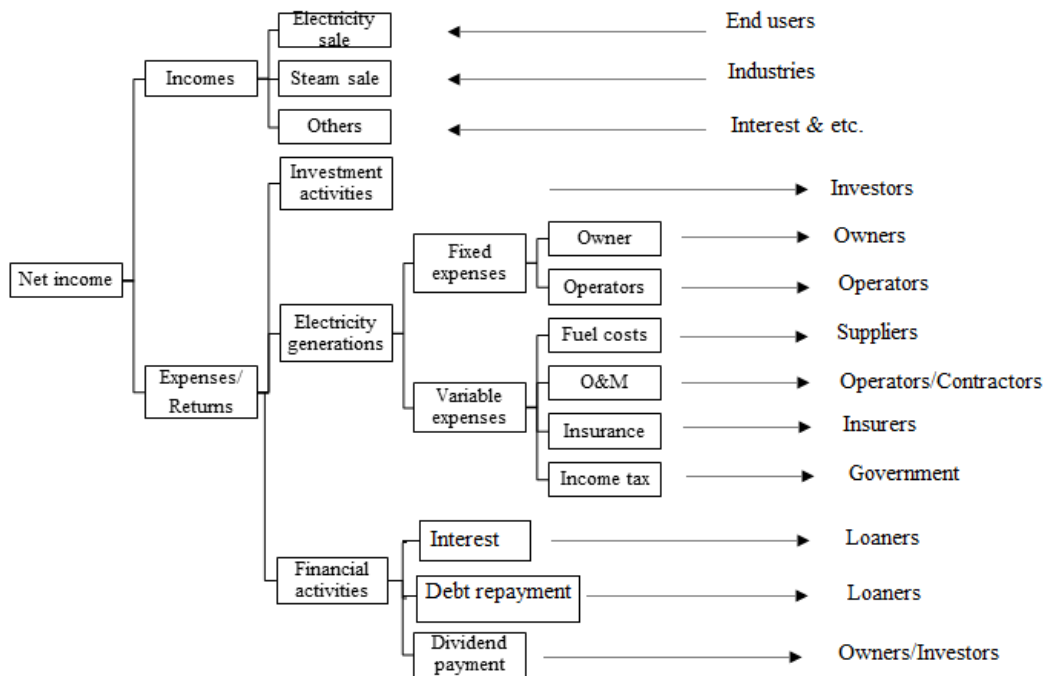 Electricity
sale
End users
Incomes
Steam sale
Industries
Others
Interest & etc.
Investment
activities
Investors
Net income
Fixed
expenses
Owner
Owners
Operators
Operators
Electricity
generations
Fuel costs
Suppliers
Expenses/
Returns
Variable
expenses
O&M
Operators/Contractors
Insurance
Insurers
Income tax
Government
Financial
activities
Interest
Loaners
Debt repayment
Loaners
Dividend
payment
Owners/Investors